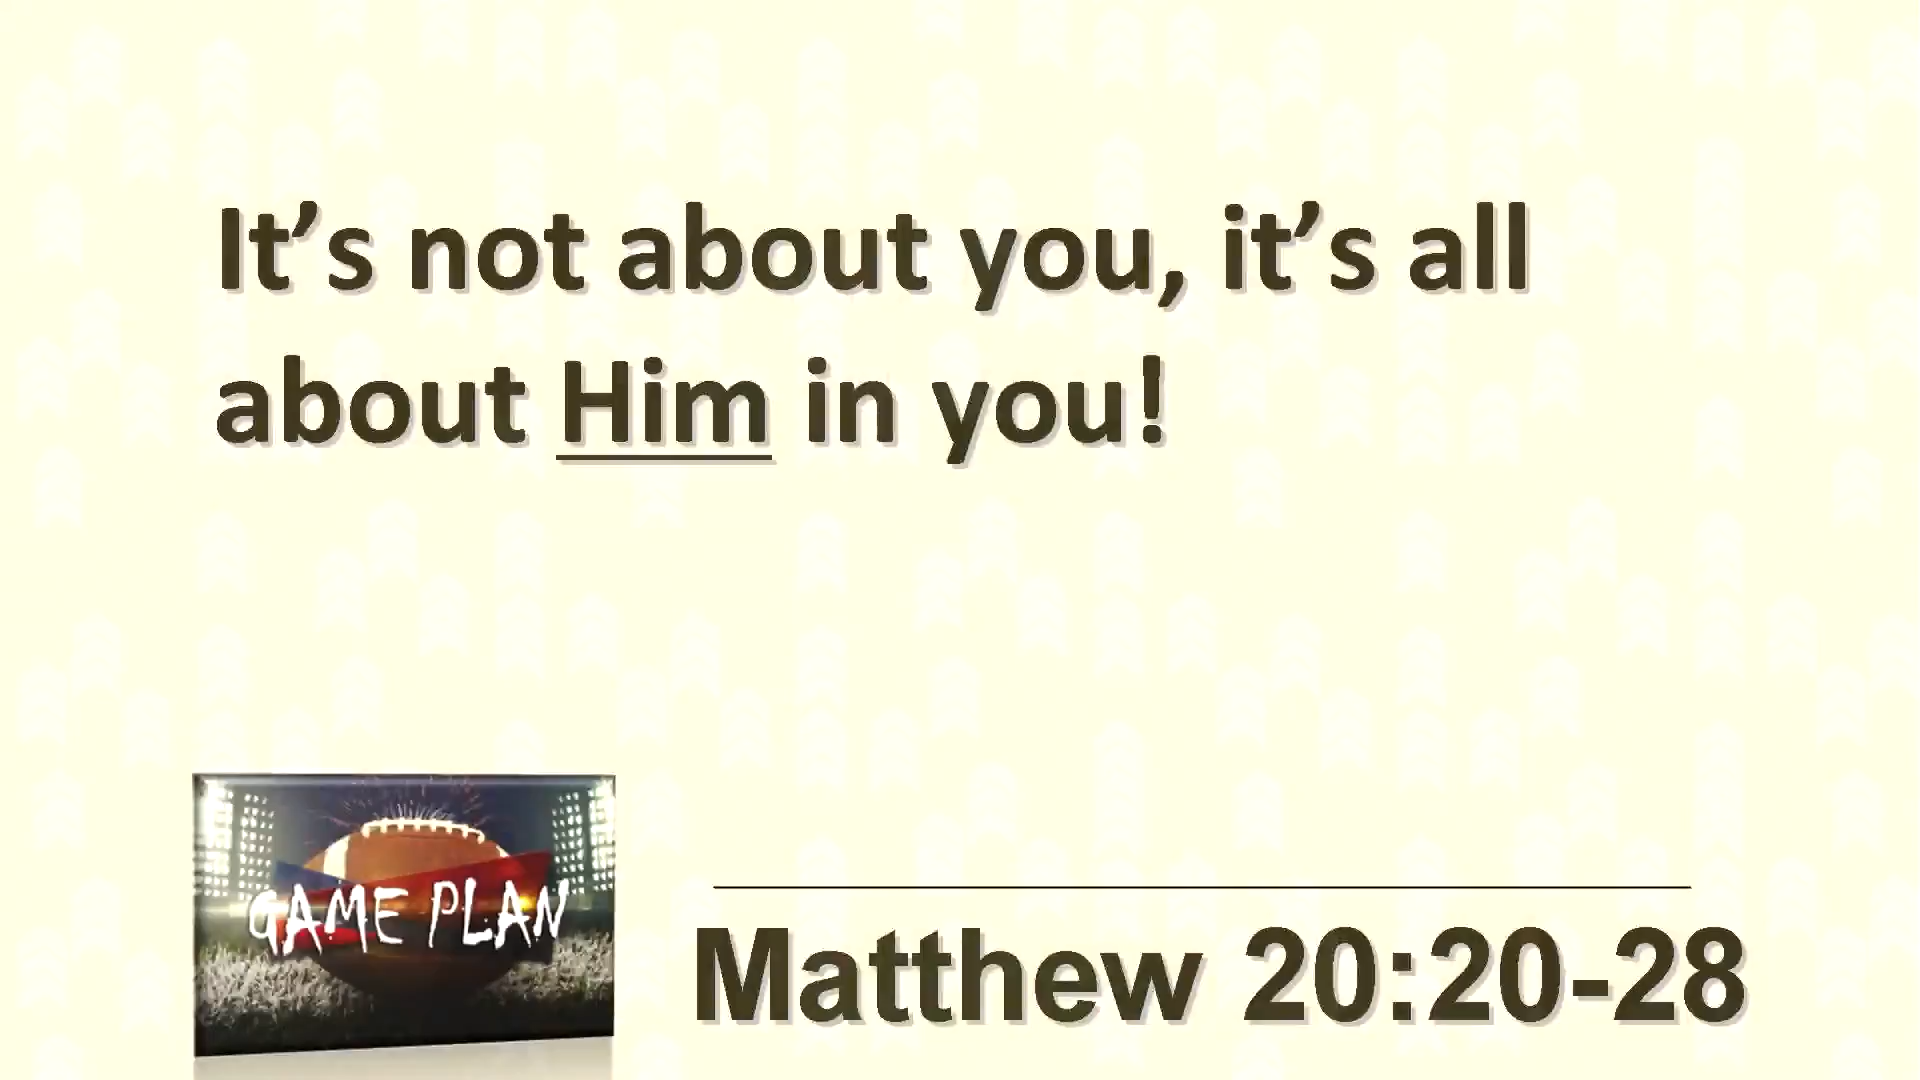 It’s not about you, it’s all
about Him in you!
GAME PLAN
Matthew 20:20-28